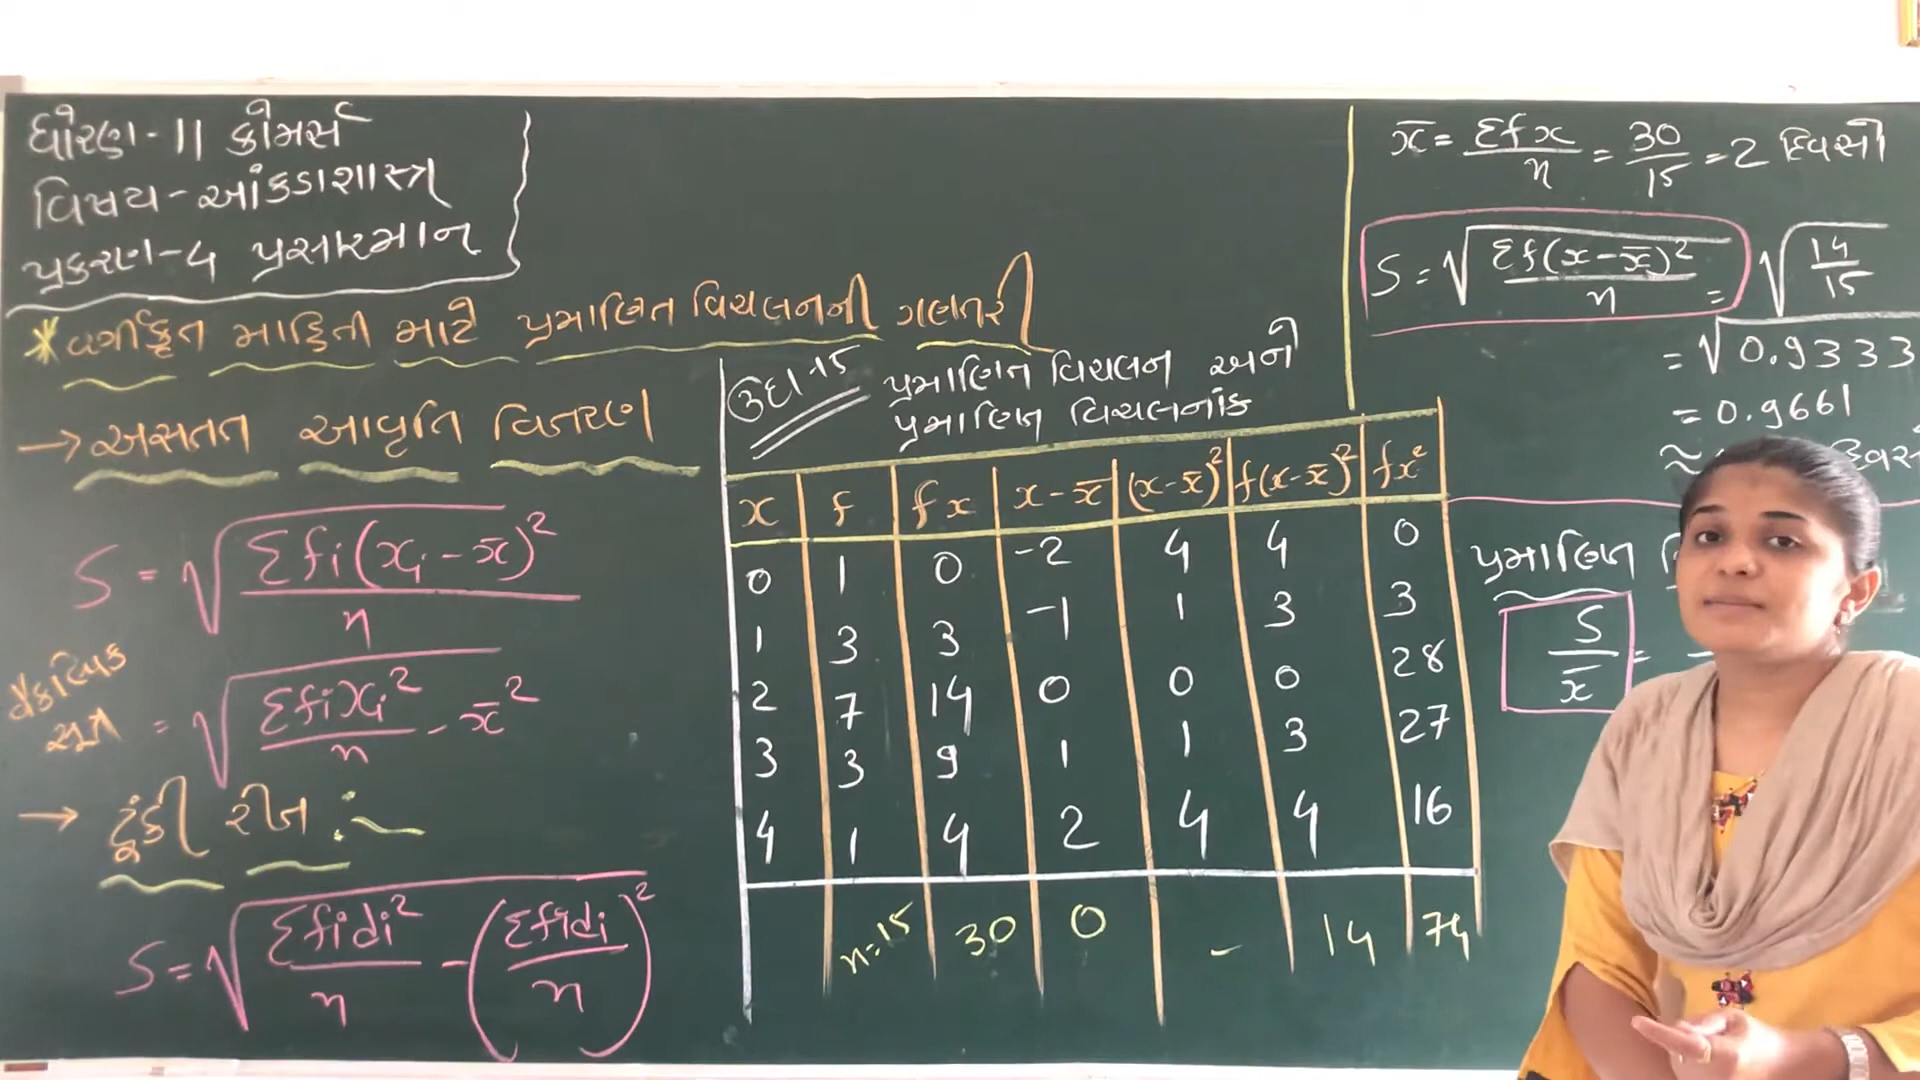 ધોરણ-11 કોમર્સ
વિષય-આંકડાશાસ્ત્ર
પ્રકરણ-4 પ્રસારમાન
* વર્ગીકૃત માહિતી માટે પ્રમાણિત વિચલનની ગણતરી
→ અસતત આવૃતિ વિતરણ
S = √(Σfi(xi-x̄)²/n)
વૈકલ્પિક સૂત્ર = √(Σfixi²/n - x̄²)
→ ટૂંકી રીત :-
S = √(Σfidi²/n - (Σfidi/n)²)
ઉદા-15 પ્રમાણિત વિચલન અને
પ્રમાણિત વિચલનાંક
x f fx x-x̄ (x-x̄)² f(x-x̄)² fx²
0 1 0 -2 4 4 0
1 3 3 -1 1 3 3
2 7 14 0 0 0 28
3 3 9 1 1 3 27
4 1 4 2 4 4 16
n=15 30 0 - 14 74
x̄ = Σfx/n = 30/15 = 2 દિવસો
S = √(Σf(x-x̄)²/n) = √(14/15)
= √0.9333
= 0.9661
≈
પ્રમાણિત
S/x̄ =